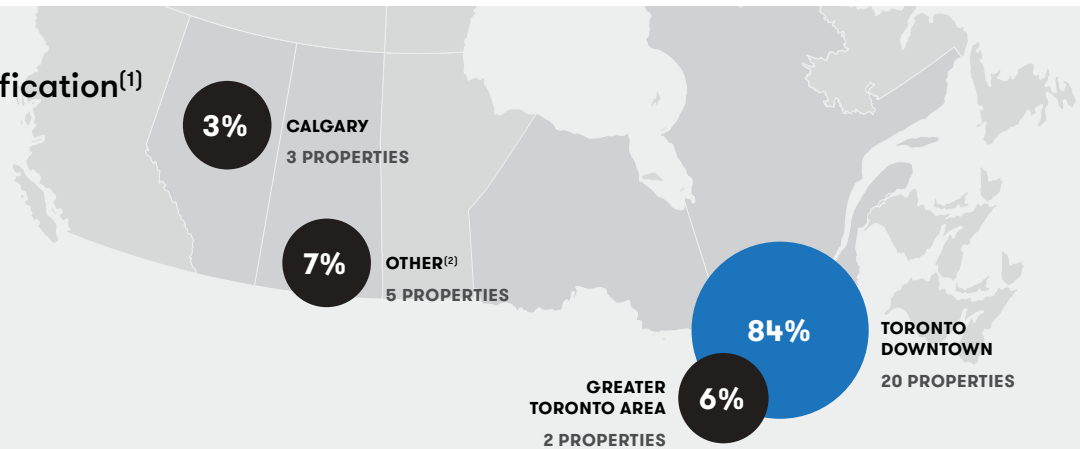 fication(1)
3%
CALGARY
3 PROPERTIES
7%
OTHER(2)
5 PROPERTIES
84%
TORONTO
DOWNTOWN
20 PROPERTIES
GREATER
TORONTO AREA
2 PROPERTIES
6%